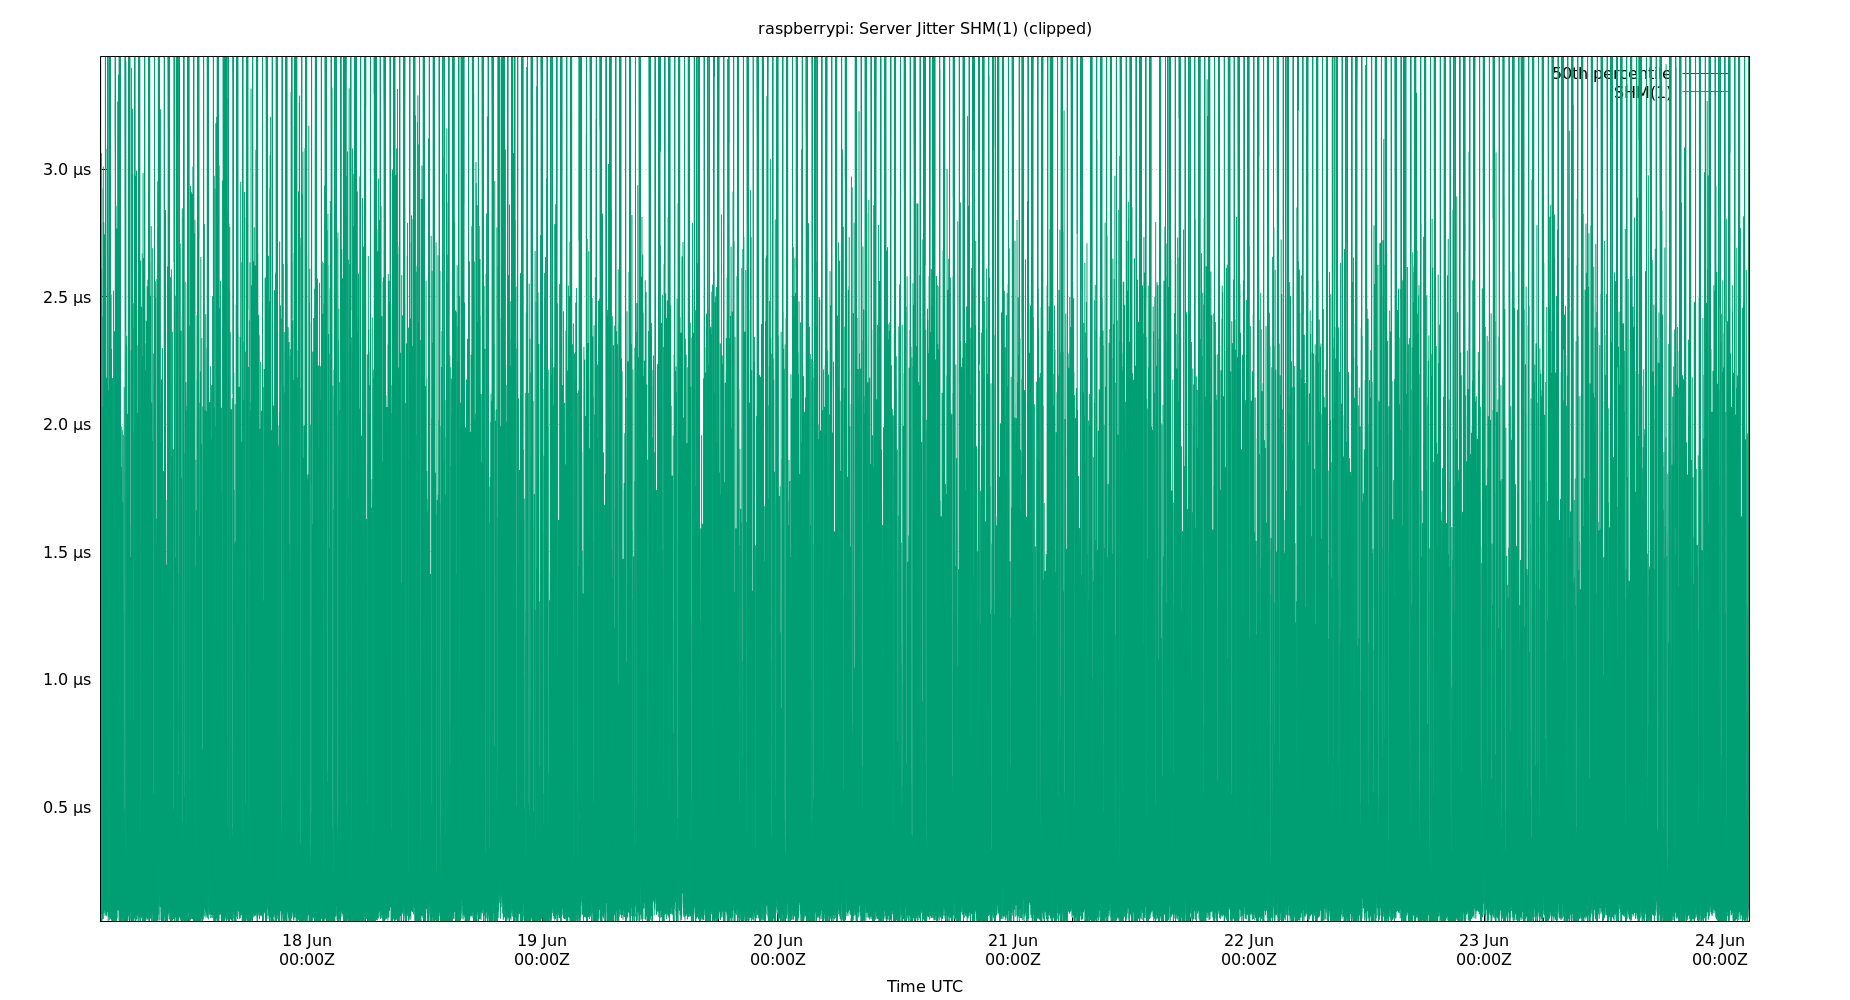 raspberrypi: Server Jitter SHM(1) (clipped)
50th percentile
SHM(1)
3.0 µs
2.5 µs
2.0 µs
1.5 µs
1.0 µs
0.5 µs
18 Jun 19 Jun 20 Jun 21 Jun 22 Jun 23 Jun 24 Jun
00:00Z 00:00Z 00:00Z 00:00Z 00:00Z 00:00Z 00:00Z
Time UTC